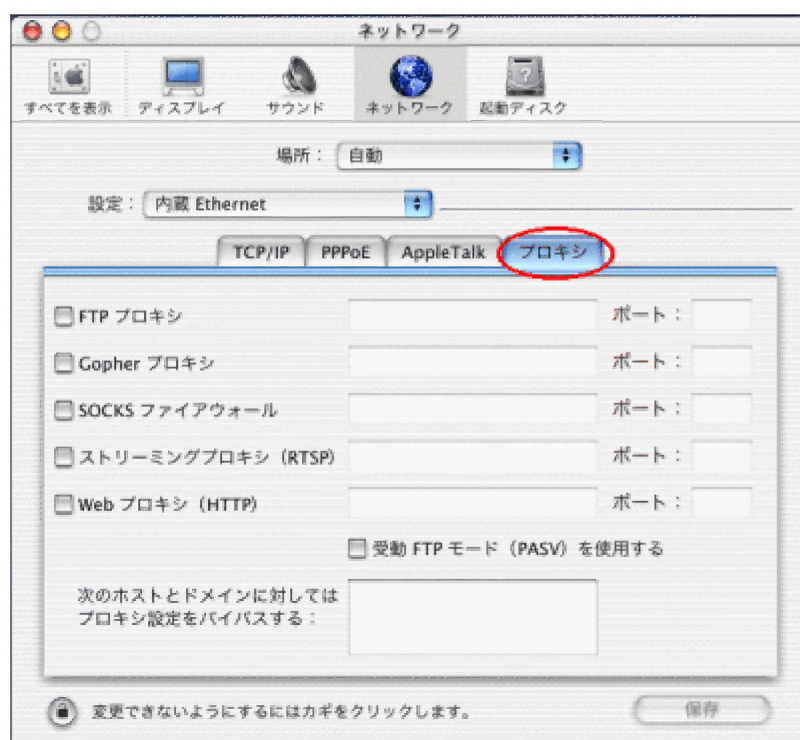 ネットワーク
すべてを表示 ディスプレイ サウンド ネットワーク 起動ディスク
場所： 自動
設定： 内蔵 Ethernet
TCP/IP PPPoE AppleTalk プロキシ
FTP プロキシ ポート：
Gopher プロキシ ポート：
SOCKS ファイアウォール ポート：
ストリーミングプロキシ（RTSP） ポート：
Web プロキシ（HTTP） ポート：
受動 FTP モード（PASV）を使用する
次のホストとドメインに対しては
プロキシ設定をバイパスする：
変更できないようにするにはカギをクリックします。 保存